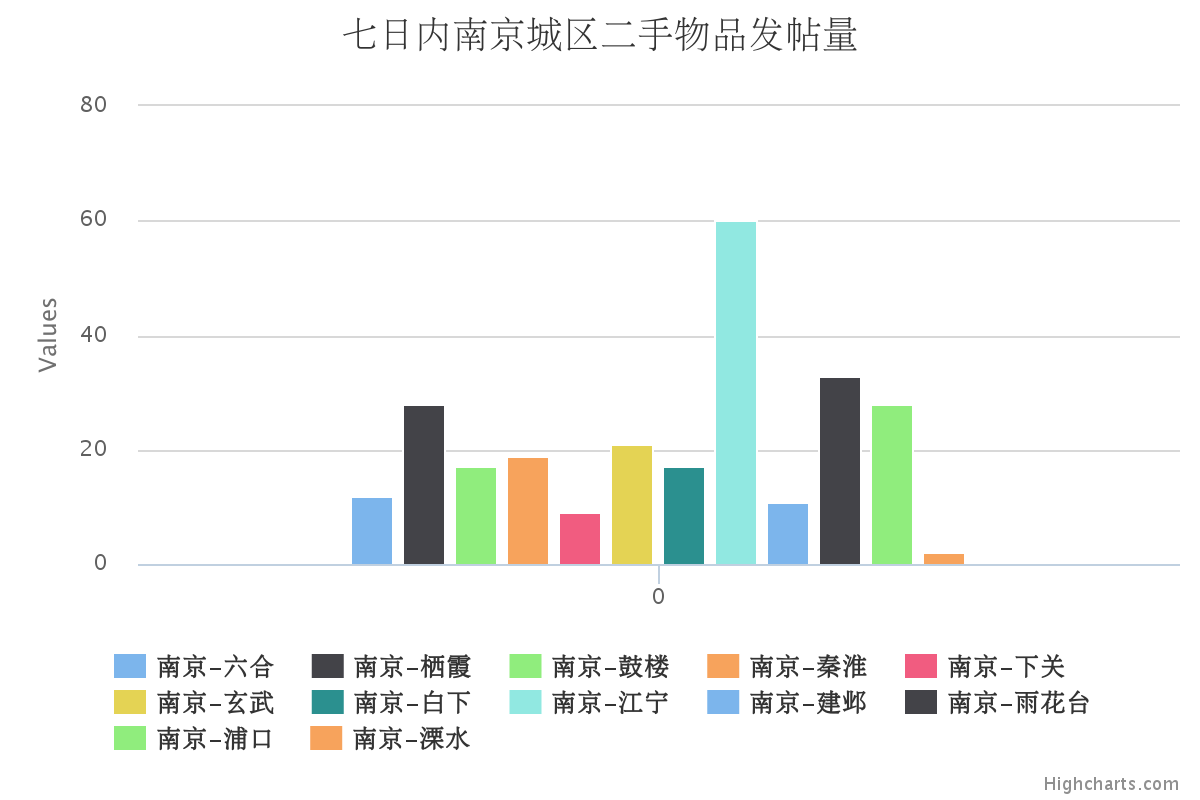 七日内南京城区二手物品发帖量
80
60
40
20
0
Values
0
南京-六合 南京-栖霞 南京-鼓楼 南京-秦淮 南京-下关
南京-玄武 南京-白下 南京-江宁 南京-建邺 南京-雨花台
南京-浦口 南京-溧水
Highcharts.com